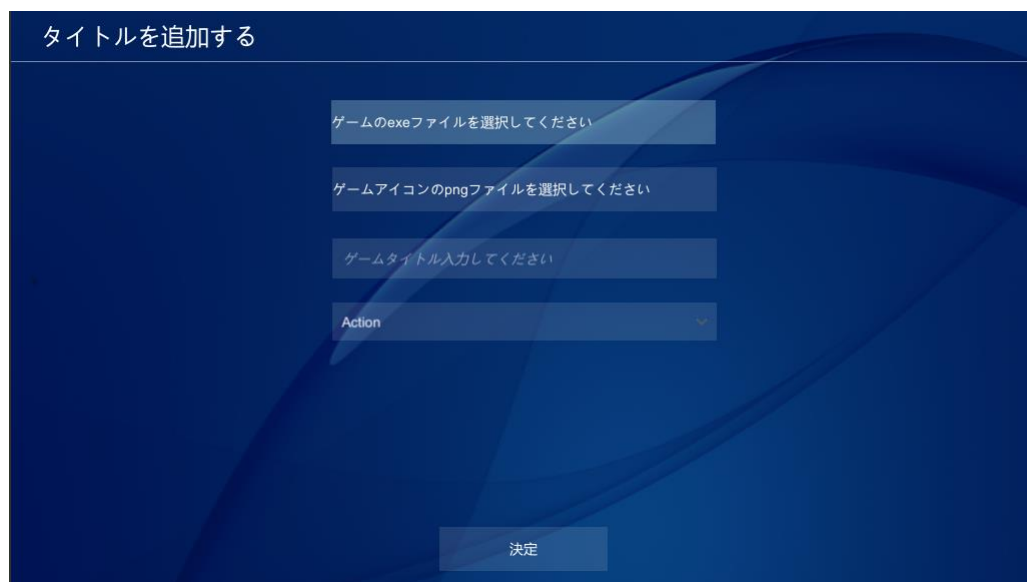 タイトルを追加する
ゲームのexeファイルを選択してください
ゲームアイコンのpngファイルを選択してください
ゲームタイトル入力してください
Action
決定